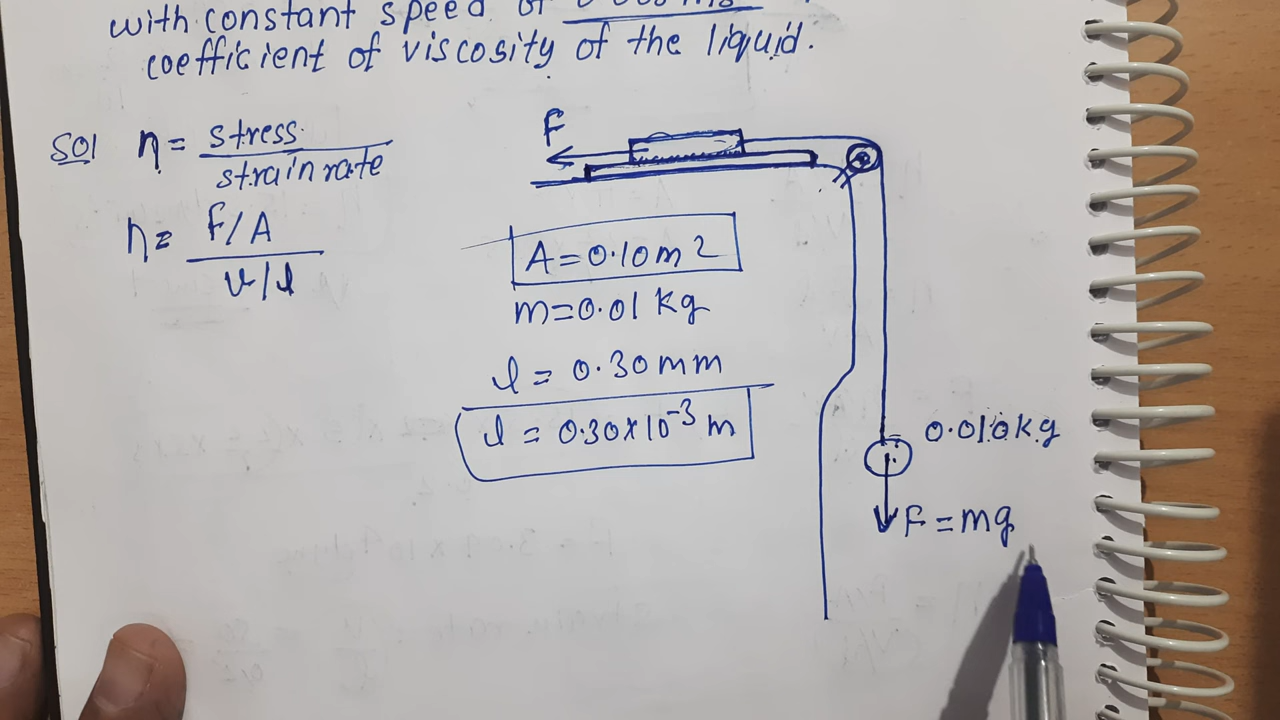 with constant speed of
coefficient of viscosity of the liquid.
Sol η = stress / strain rate
η = F/A / v/l
F
A = 0.10 m2
m = 0.01 kg
l = 0.30 mm
l = 0.30 × 10-3 m
0.010 kg
F = mg